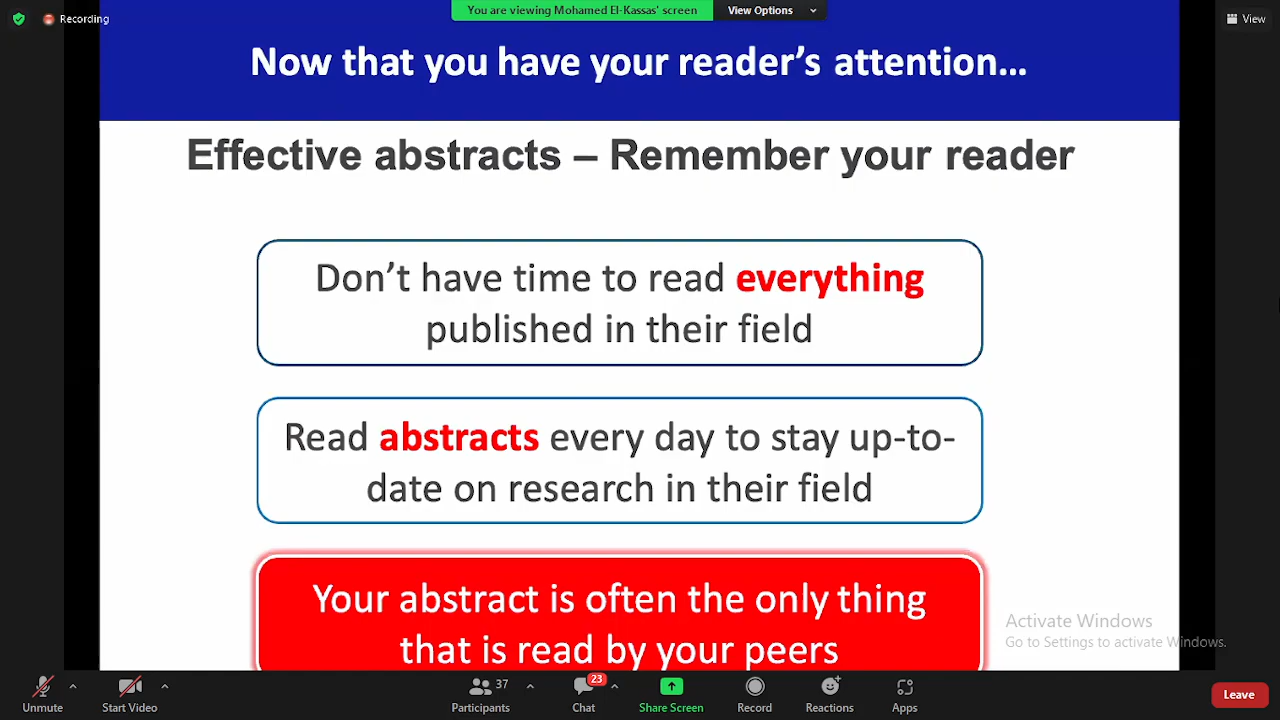 Recording
You are viewing Mohamed El-Kassas' screen
View Options
View
Now that you have your reader's attention...
Effective abstracts – Remember your reader
Don't have time to read everything
published in their field
Read abstracts every day to stay up-to-
date on research in their field
Your abstract is often the only thing
that is read by your peers
Activate Windows
Go to Settings to activate Windows.
37
23
Unmute
Start Video
Participants
Chat
Share Screen
Record
Reactions
Apps
Leave